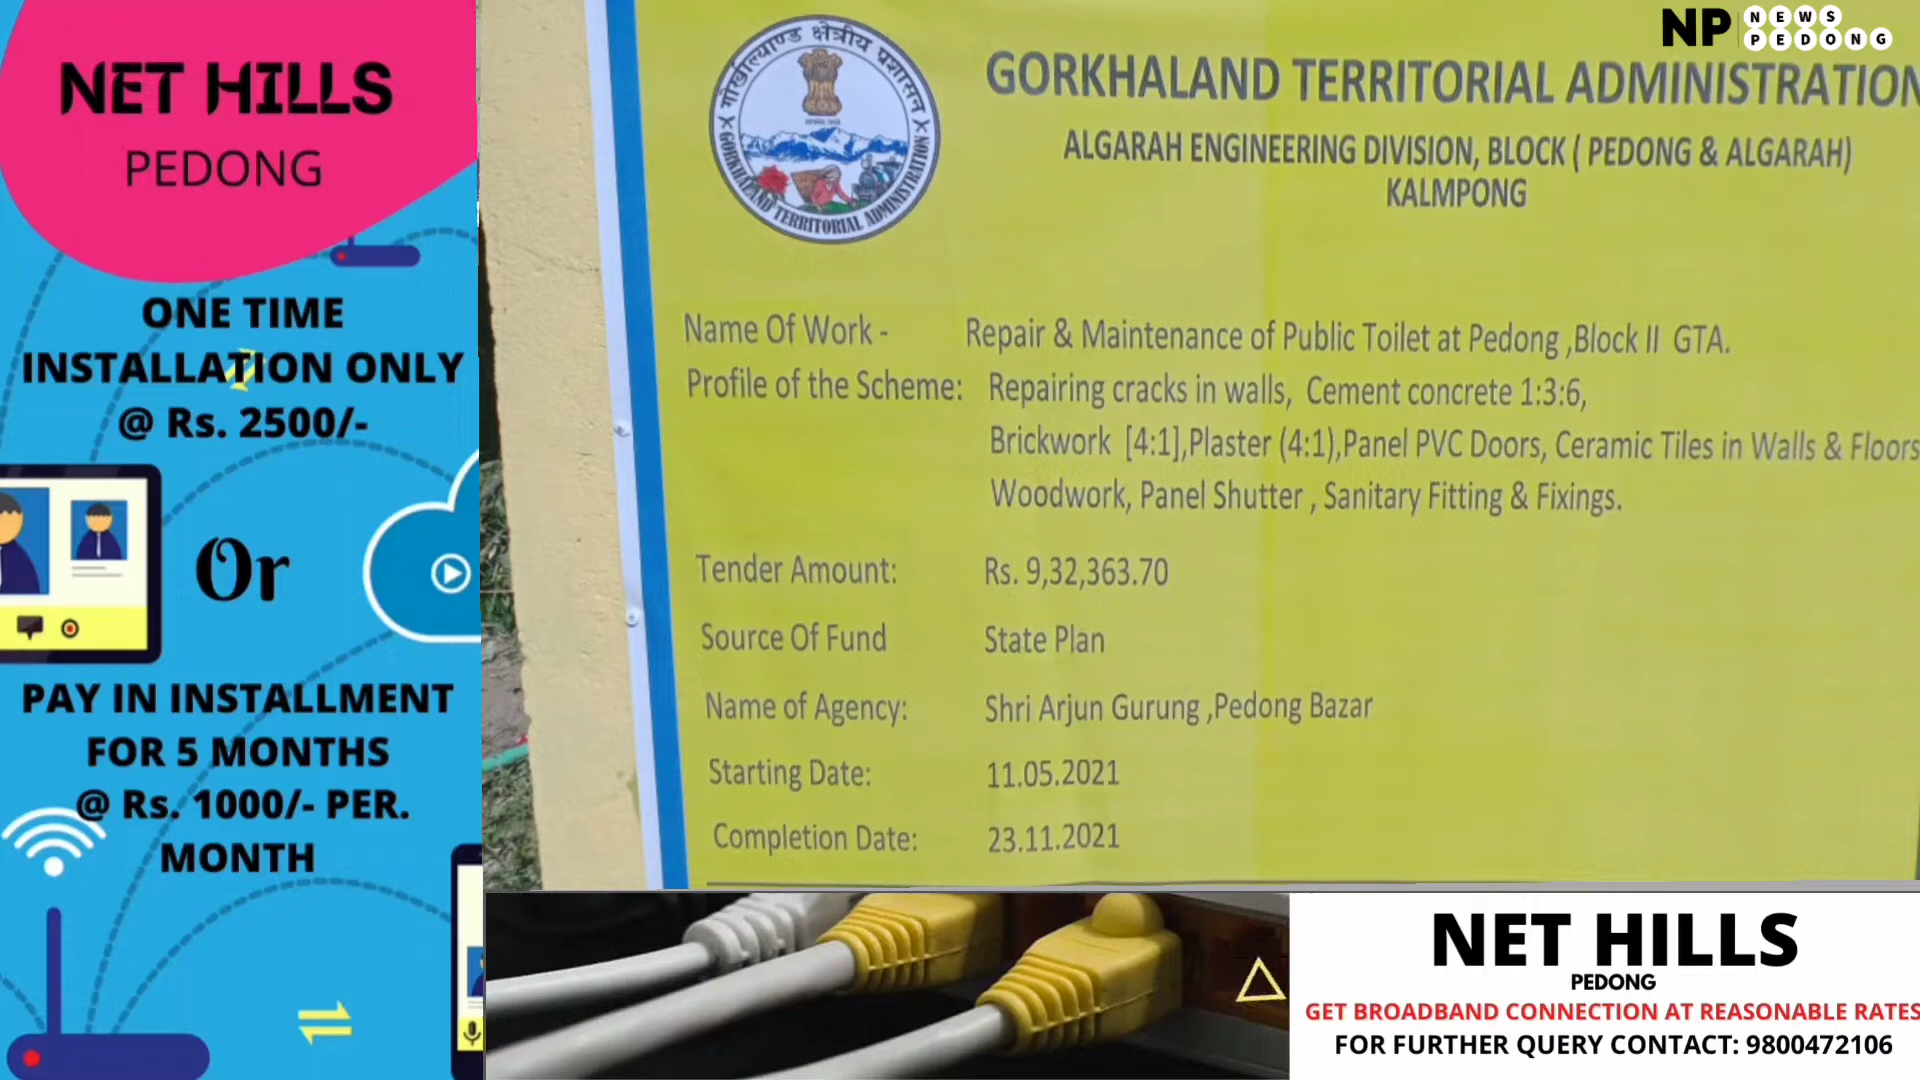 NET HILLS
PEDONG
ONE TIME
INSTALLATION ONLY
@ Rs. 2500/-
Or
PAY IN INSTALLMENT
FOR 5 MONTHS
@ Rs. 1000/- PER.
MONTH
NP NEWS
PEDONG
गोर्खाल्याण्ड क्षेत्रीय प्रशासन
GORKHALAND TERRITORIAL ADMINISTRATION
GORKHALAND TERRITORIAL ADMINISTRATION
ALGARAH ENGINEERING DIVISION, BLOCK ( PEDONG & ALGARAH)
KALMPONG
Name Of Work - Repair & Maintenance of Public Toilet at Pedong ,Block II GTA.
Profile of the Scheme: Repairing cracks in walls, Cement concrete 1:3:6,
Brickwork [4:1],Plaster (4:1),Panel PVC Doors, Ceramic Tiles in Walls & Floors
Woodwork, Panel Shutter , Sanitary Fitting & Fixings.
Tender Amount: Rs. 9,32,363.70
Source Of Fund State Plan
Name of Agency: Shri Arjun Gurung ,Pedong Bazar
Starting Date: 11.05.2021
Completion Date: 23.11.2021
NET HILLS
PEDONG
GET BROADBAND CONNECTION AT REASONABLE RATES
FOR FURTHER QUERY CONTACT: 9800472106